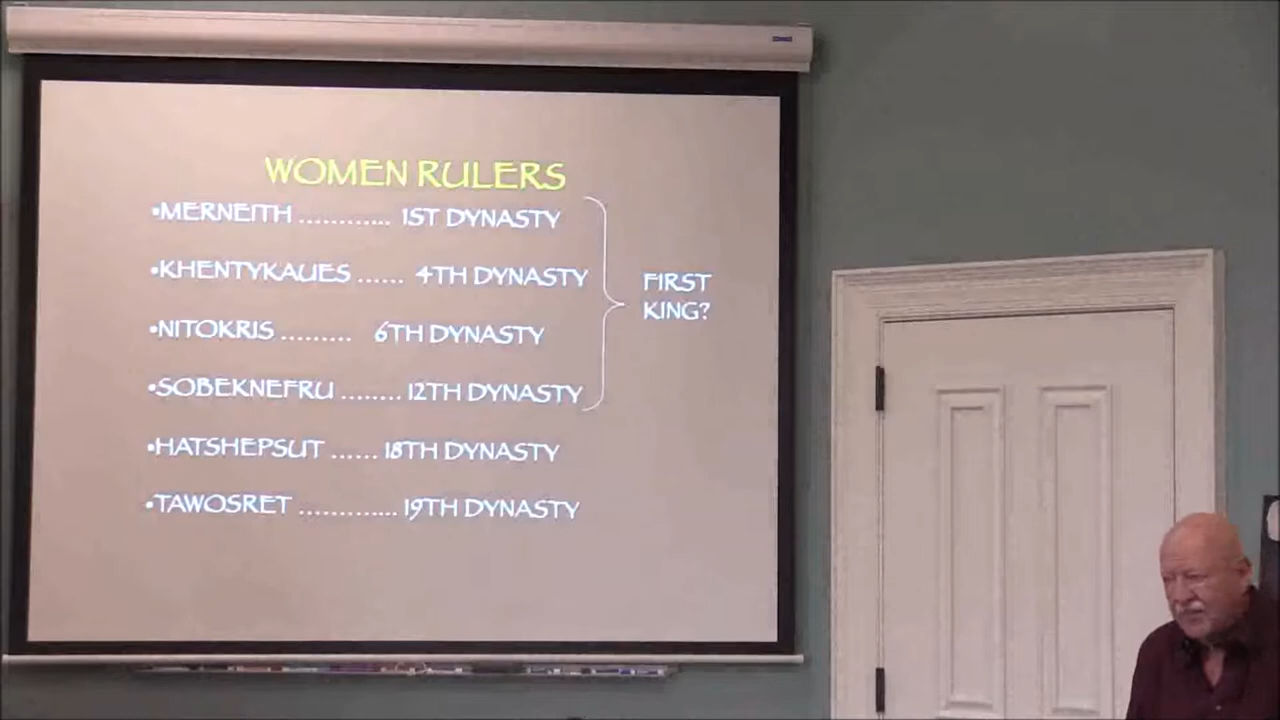 WOMEN RULERS
•MERNEITH ............ 1ST DYNASTY
•KHENTYKAUES ...... 4TH DYNASTY
•NITOKRIS ......... 6TH DYNASTY
•SOBEKNEFRU ........ 12TH DYNASTY
•HATSHEPSUT ...... 18TH DYNASTY
•TAWOSRET ............. 19TH DYNASTY
FIRST
KING?